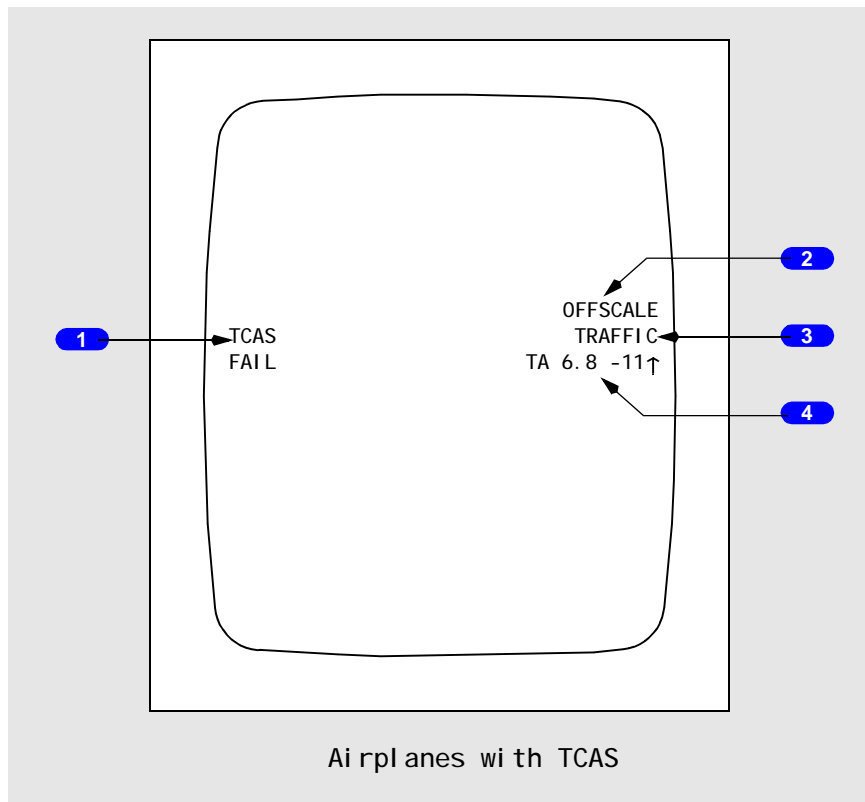 2
OFFSCALE
1
TCAS
TRAFFIC
3
FAIL
TA 6.8 -11↑
4
Airplanes with TCAS